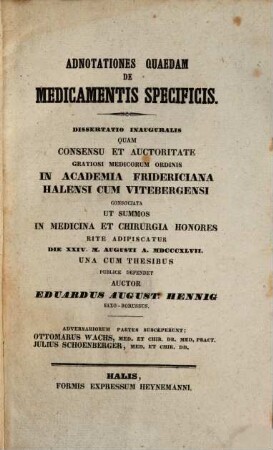 ADNOTATIONES QUAEDAM
DE
MEDICAMENTIS SPECIFICIS.
DISSERTATIO INAUGURALIS
QUAM
CONSENSU ET AUCTORITATE
GRATIOSI MEDICORUM ORDINIS
IN ACADEMIA FRIDERICIANA
HALENSI CUM VITEBERGENSI
CONSOCIATA
UT SUMMOS
IN MEDICINA ET CHIRURGIA HONORES
RITE ADIPISCATUR
DIE XXIV. M. AUGUSTI A. MDCCCXLVII.
UNA CUM THESIBUS
PUBLICE DEFENDET
AUCTOR
EDUARDUS AUGUST. HENNIG
SAXO-BORUSSUS.
ADVERSARIORUM PARTES SUSCEPERUNT:
OTTOMARUS WACHS, MED. ET CHIR. DR. MED. PRACT.
JULIUS SCHOENBERGER, MED. ET CHIR. DR.
HALIS,
FORMIS EXPRESSUM HEYNEMANNI.